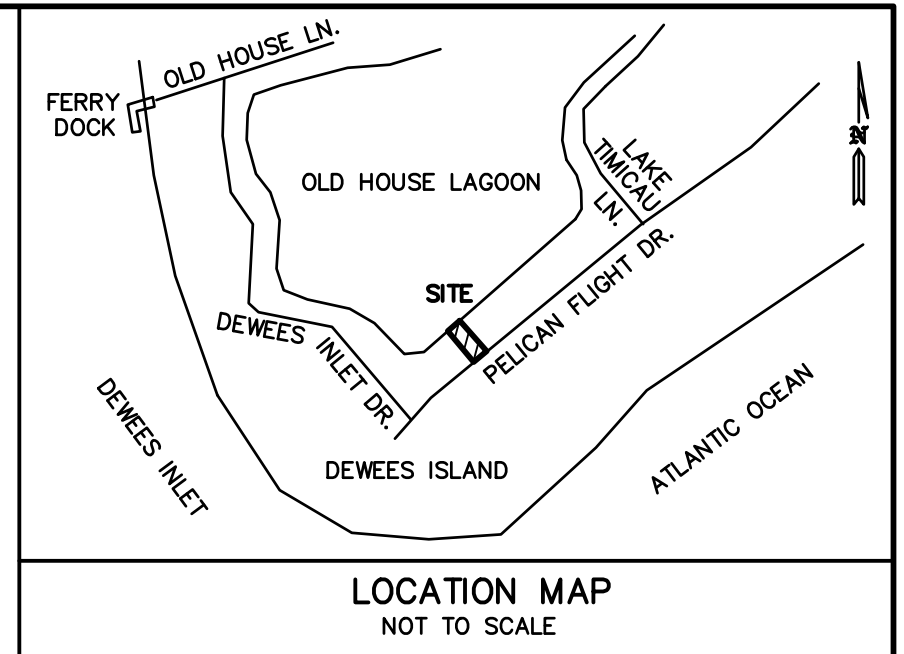 OLD HOUSE LN.
FERRY
DOCK
N
LAKE
TIMICAU
LN.
OLD HOUSE LAGOON
SITE
PELICAN FLIGHT DR.
DEWEES
INLET DR.
DEWEES INLET
DEWEES ISLAND
ATLANTIC OCEAN
LOCATION MAP
NOT TO SCALE